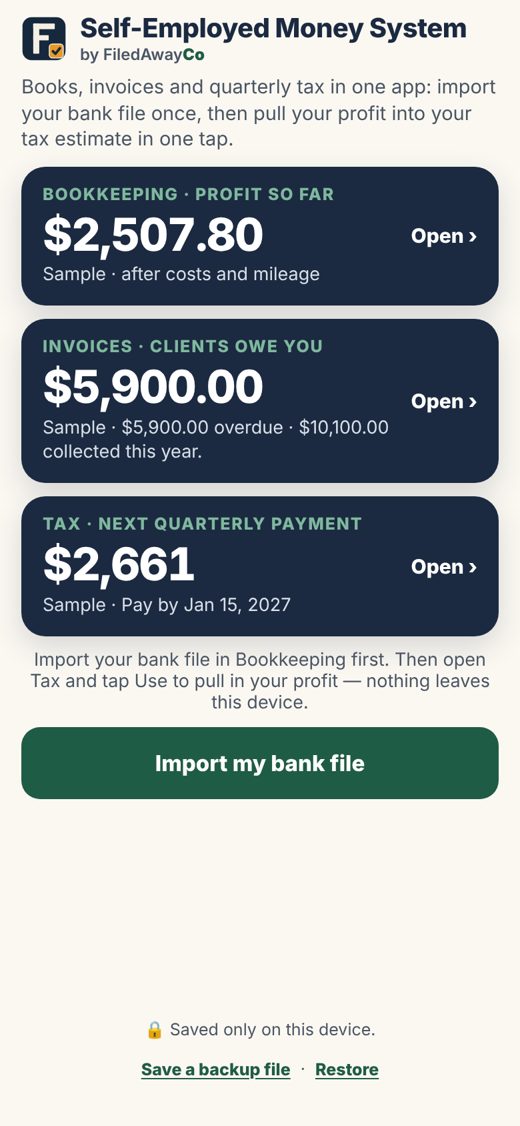 F
Self-Employed Money System
by FiledAwayCo
Books, invoices and quarterly tax in one app: import
your bank file once, then pull your profit into your
tax estimate in one tap.
BOOKKEEPING · PROFIT SO FAR
$2,507.80
Open ›
Sample · after costs and mileage
INVOICES · CLIENTS OWE YOU
$5,900.00
Open ›
Sample · $5,900.00 overdue · $10,100.00
collected this year.
TAX · NEXT QUARTERLY PAYMENT
$2,661
Open ›
Sample · Pay by Jan 15, 2027
Import your bank file in Bookkeeping first. Then open
Tax and tap Use to pull in your profit — nothing leaves
this device.
Import my bank file
🔒 Saved only on this device.
Save a backup file · Restore